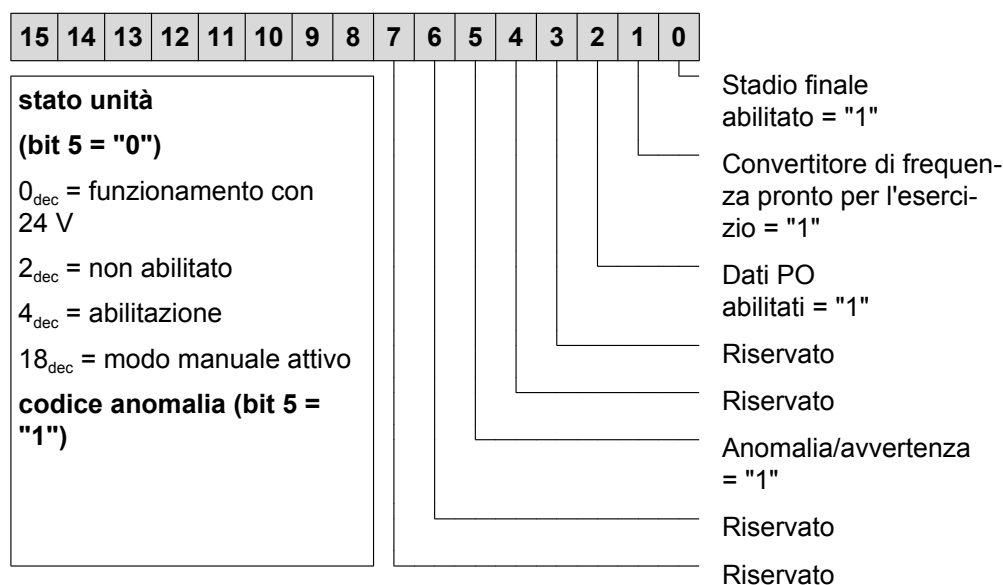 15 14 13 12 11 10 9 8 7 6 5 4 3 2 1 0
stato unità
(bit 5 = "0")
0dec = funzionamento con
24 V
2dec = non abilitato
4dec = abilitazione
18dec = modo manuale attivo
codice anomalia (bit 5 =
"1")
Stadio finale
abilitato = "1"
Convertitore di frequen-
za pronto per l'eserci-
zio = "1"
Dati PO
abilitati = "1"
Riservato
Riservato
Anomalia/avvertenza
= "1"
Riservato
Riservato